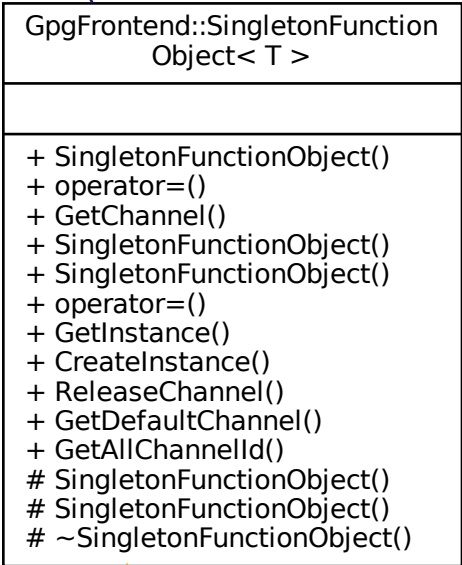 GpgFrontend::SingletonFunction
Object< T >
+ SingletonFunctionObject()
+ operator=()
+ GetChannel()
+ SingletonFunctionObject()
+ SingletonFunctionObject()
+ operator=()
+ GetInstance()
+ CreateInstance()
+ ReleaseChannel()
+ GetDefaultChannel()
+ GetAllChannelId()
# SingletonFunctionObject()
# SingletonFunctionObject()
# ~SingletonFunctionObject()